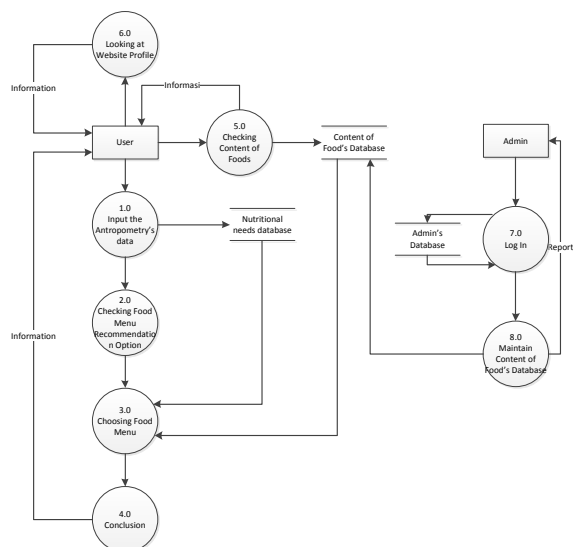 6.0
Looking at
Website Profile
Information
Informasi
User
5.0
Checking
Content of
Foods
Content of
Food's Database
Admin
1.0
Input the
Antropometry's
data
Nutritional
needs database
Admin's
Database
7.0
Log In
Report
2.0
Checking Food
Menu
Recommendatio
n Option
Information
8.0
Maintain
Content of
Food's Database
3.0
Choosing Food
Menu
4.0
Conclusion